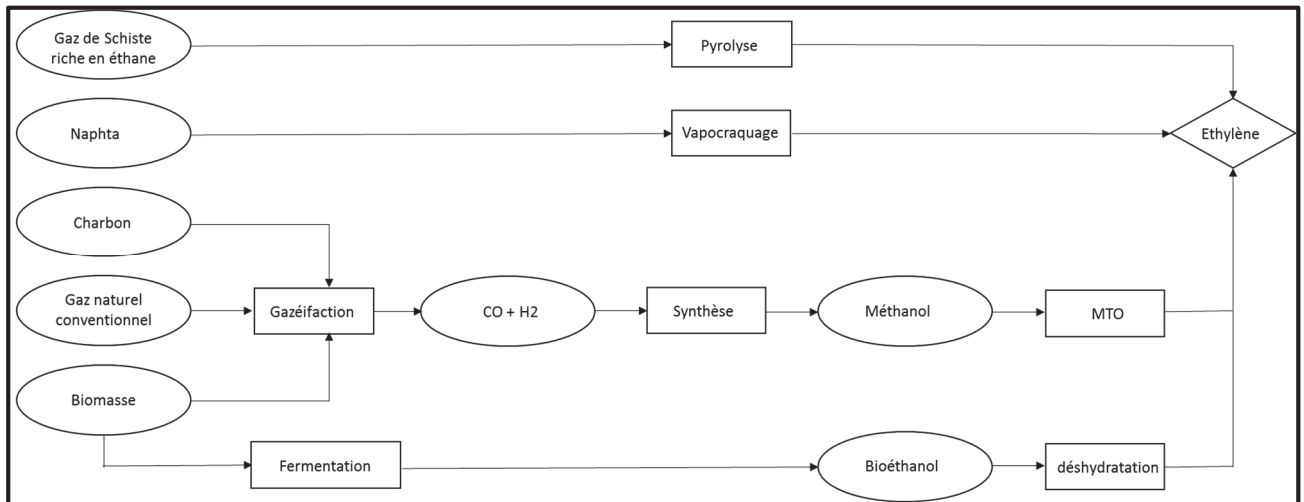 Gaz de Schiste
riche en éthane
Pyrolyse
Naphta
Vapocraquage
Ethylène
Charbon
Gaz naturel
conventionnel
Gazéifaction
CO + H2
Synthèse
Méthanol
MTO
Biomasse
Fermentation
Bioéthanol
déshydratation